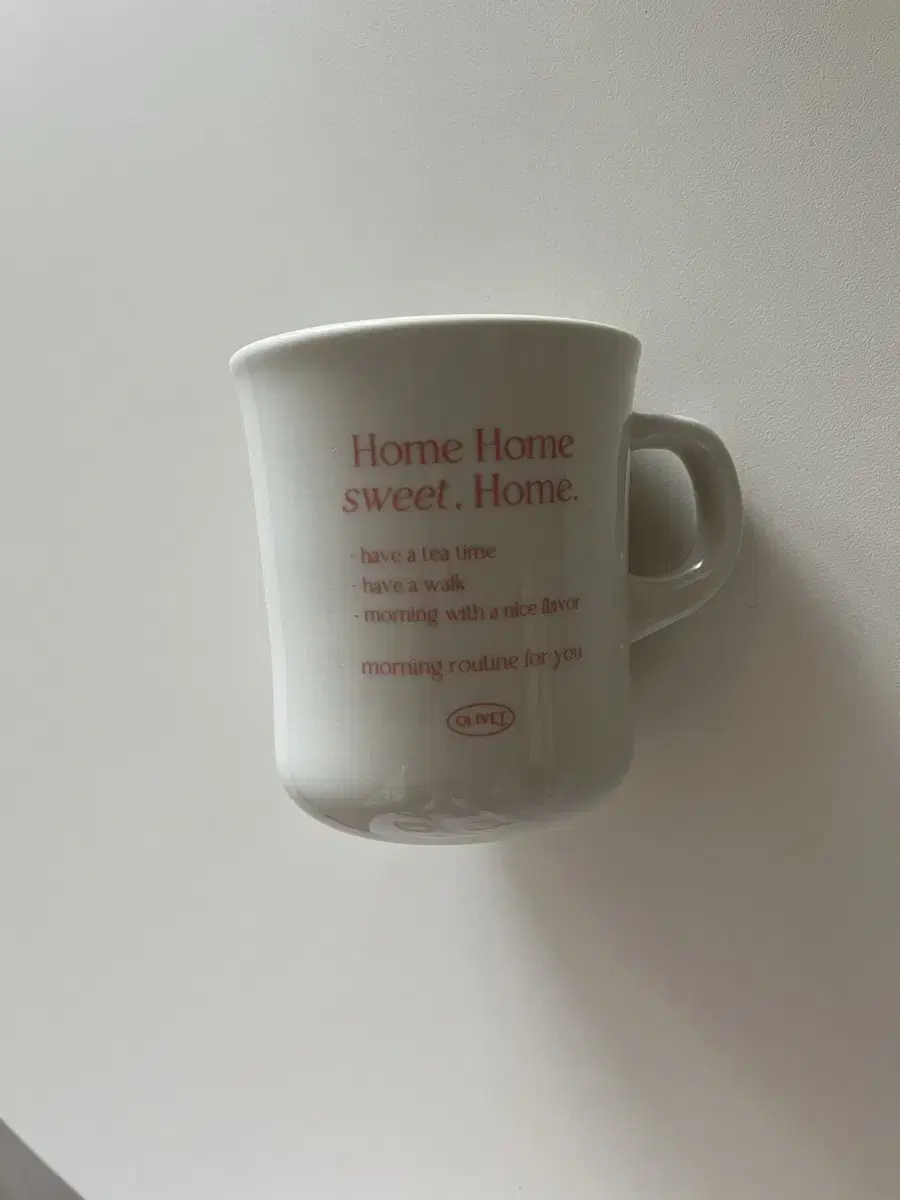 Home Home
sweet. Home.
- have a tea time
- have a walk
- morning with a nice flavor
morning routine for you
OLIVET